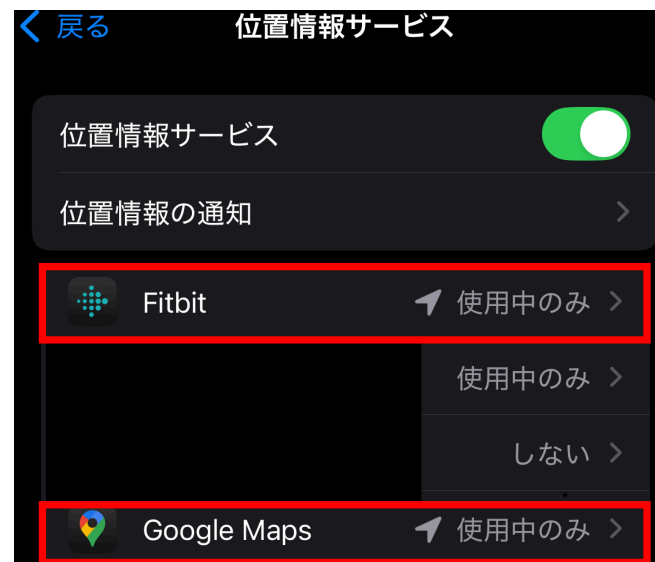 戻る 位置情報サービス
位置情報サービス
位置情報の通知
Fitbit 使用中のみ
使用中のみ
しない
Google Maps 使用中のみ